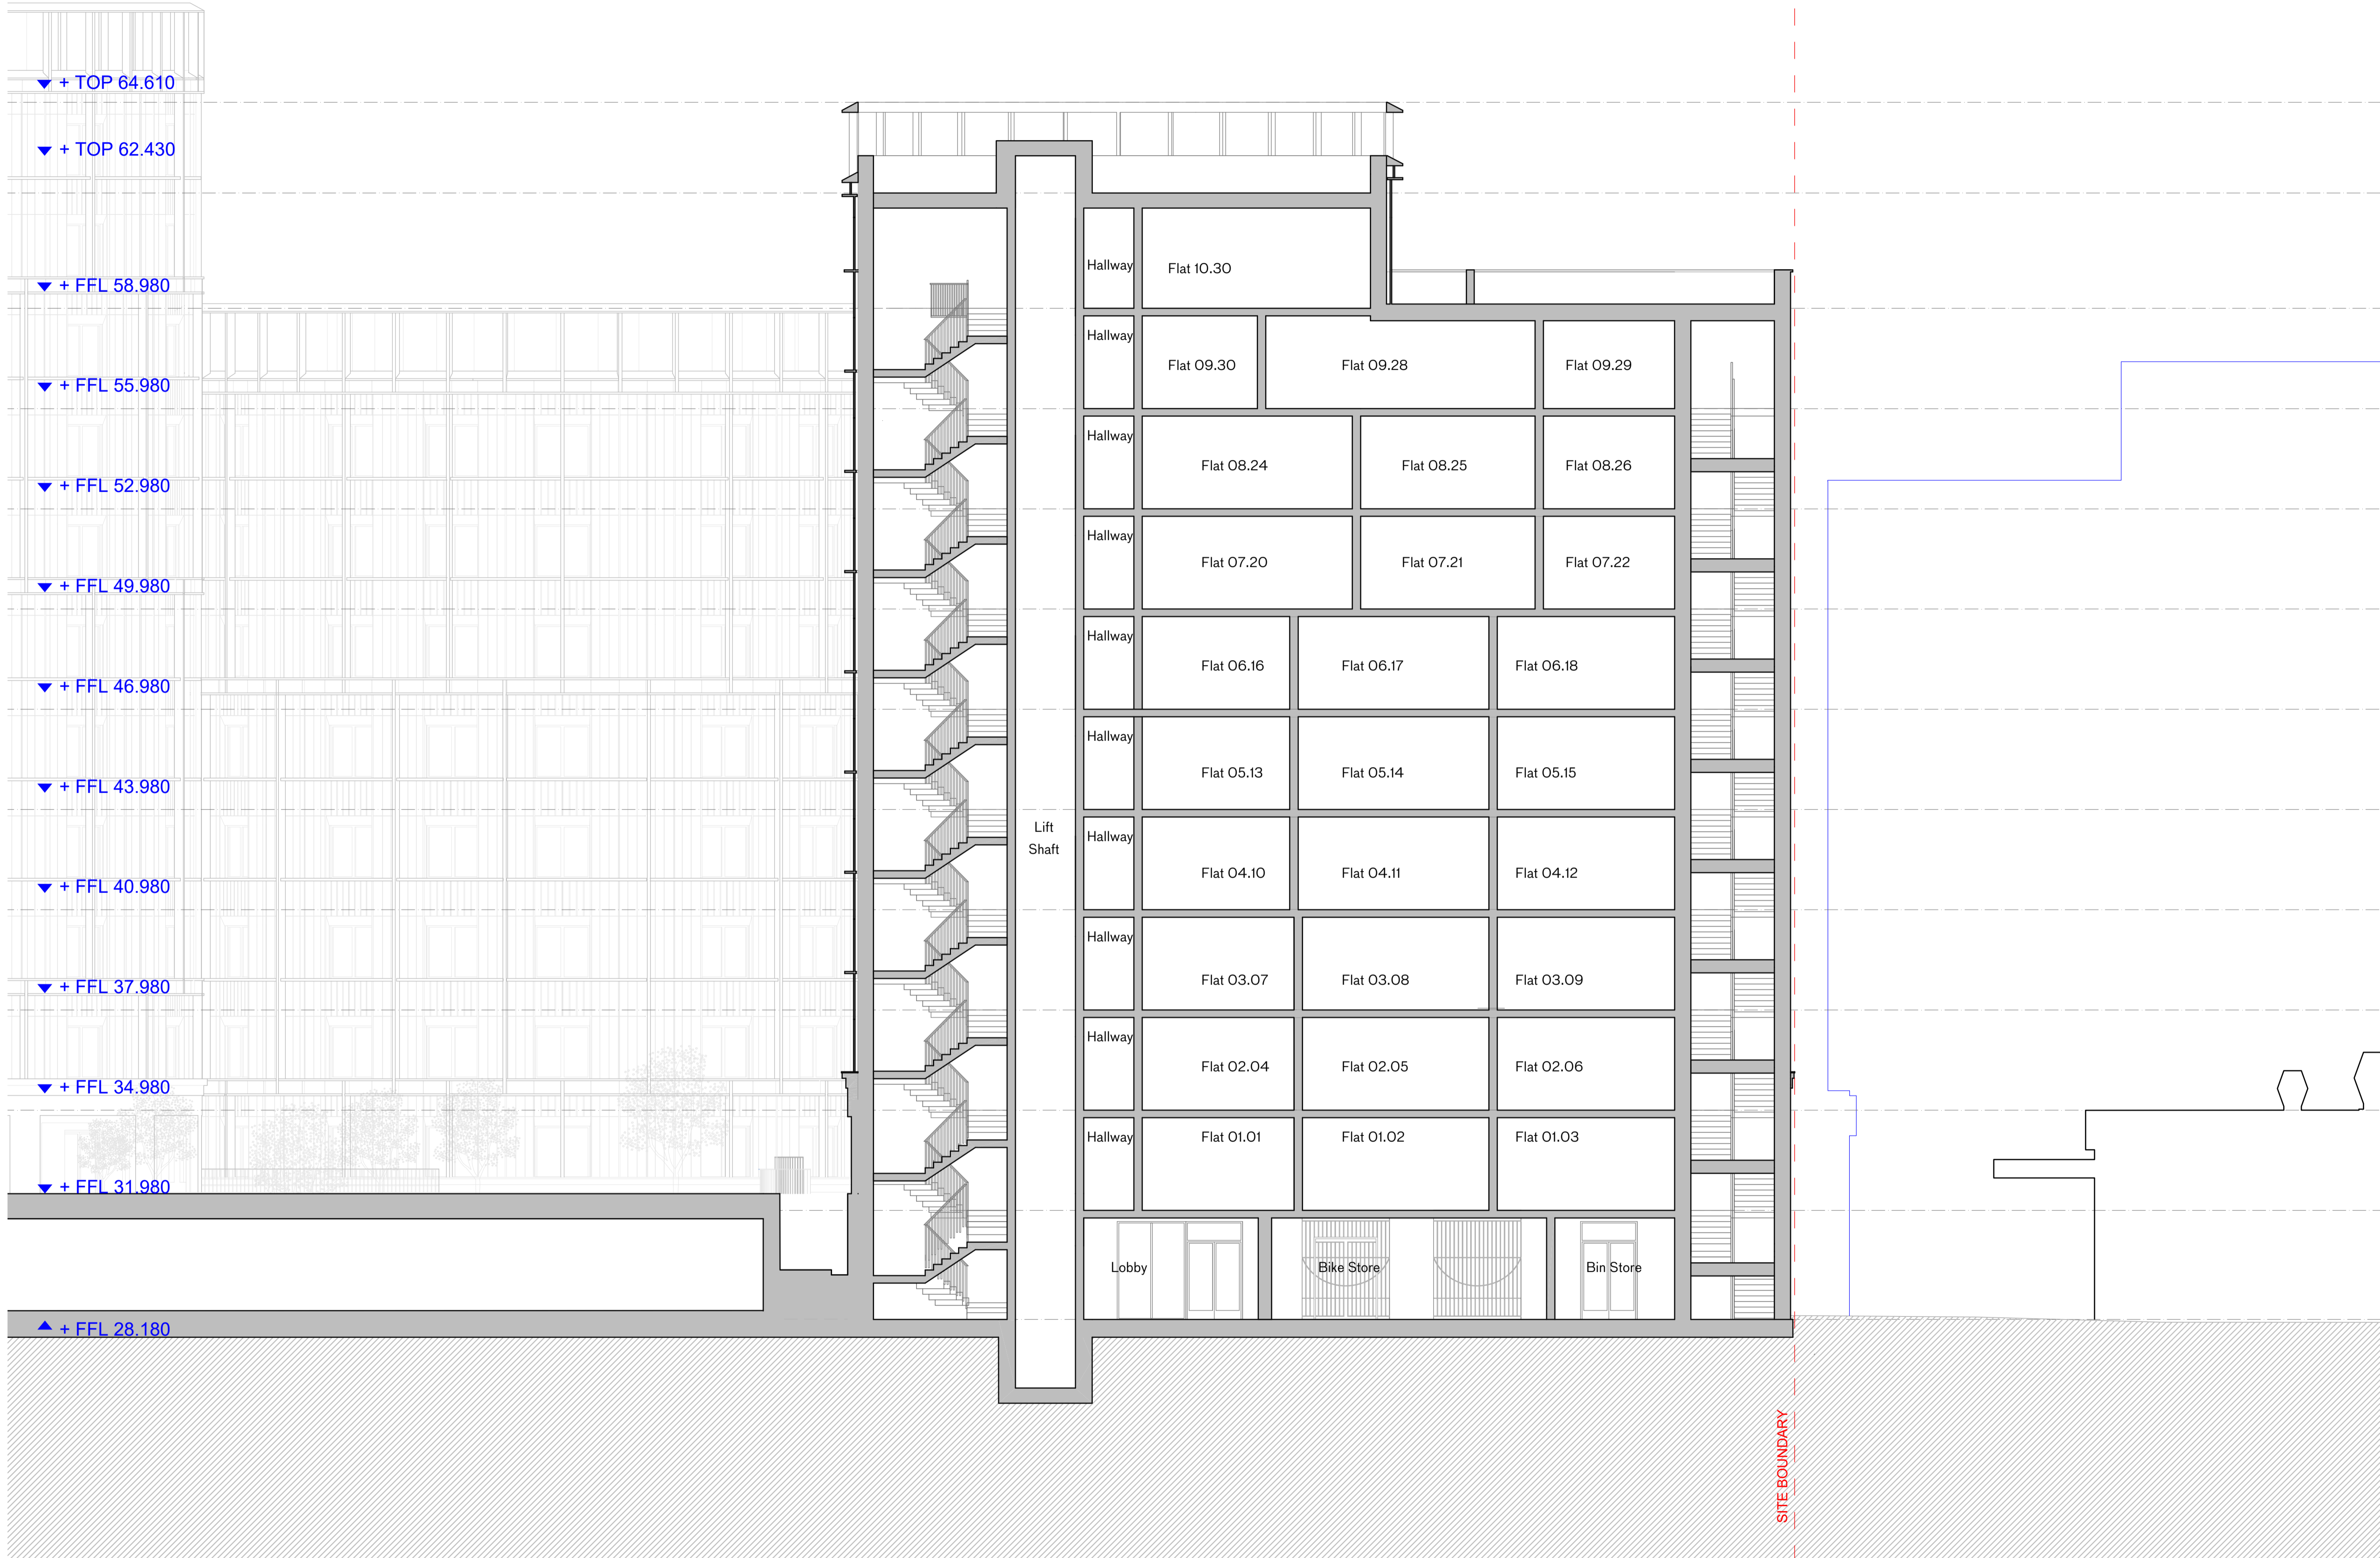 + TOP 64.610
+ TOP 62.430
Hallway Flat 10.30
+ FFL 58.980
Hallway
Flat 09.30 Flat 09.28 Flat 09.29
+ FFL 55.980
Hallway
Flat 08.24 Flat 08.25 Flat 08.26
+ FFL 52.980
Hallway
Flat 07.20 Flat 07.21 Flat 07.22
+ FFL 49.980
Hallway
Flat 06.16 Flat 06.17 Flat 06.18
+ FFL 46.980
Hallway
Flat 05.13 Flat 05.14 Flat 05.15
+ FFL 43.980
Lift
Shaft
Hallway
Flat 04.10 Flat 04.11 Flat 04.12
+ FFL 40.980
Hallway
Flat 03.07 Flat 03.08 Flat 03.09
+ FFL 37.980
Hallway
Flat 02.04 Flat 02.05 Flat 02.06
+ FFL 34.980
Hallway Flat 01.01 Flat 01.02 Flat 01.03
+ FFL 31.980
Lobby Bike Store Bin Store
+ FFL 28.180
SITE BOUNDARY